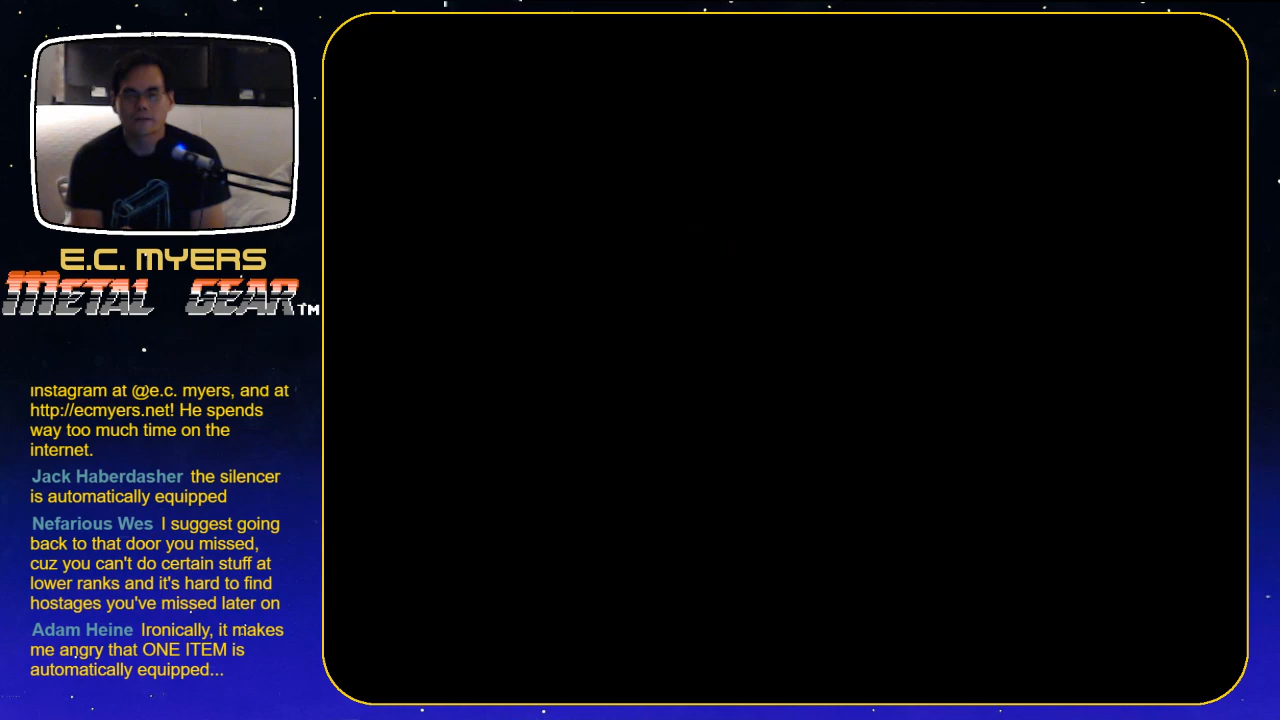 E.C. MYERS
METAL GEAR™
instagram at @e.c. myers, and at
http://ecmyers.net! He spends
way too much time on the
internet.
Jack Haberdasher the silencer
is automatically equipped
Nefarious Wes I suggest going
back to that door you missed,
cuz you can't do certain stuff at
lower ranks and it's hard to find
hostages you've missed later on
Adam Heine Ironically, it makes
me angry that ONE ITEM is
automatically equipped...